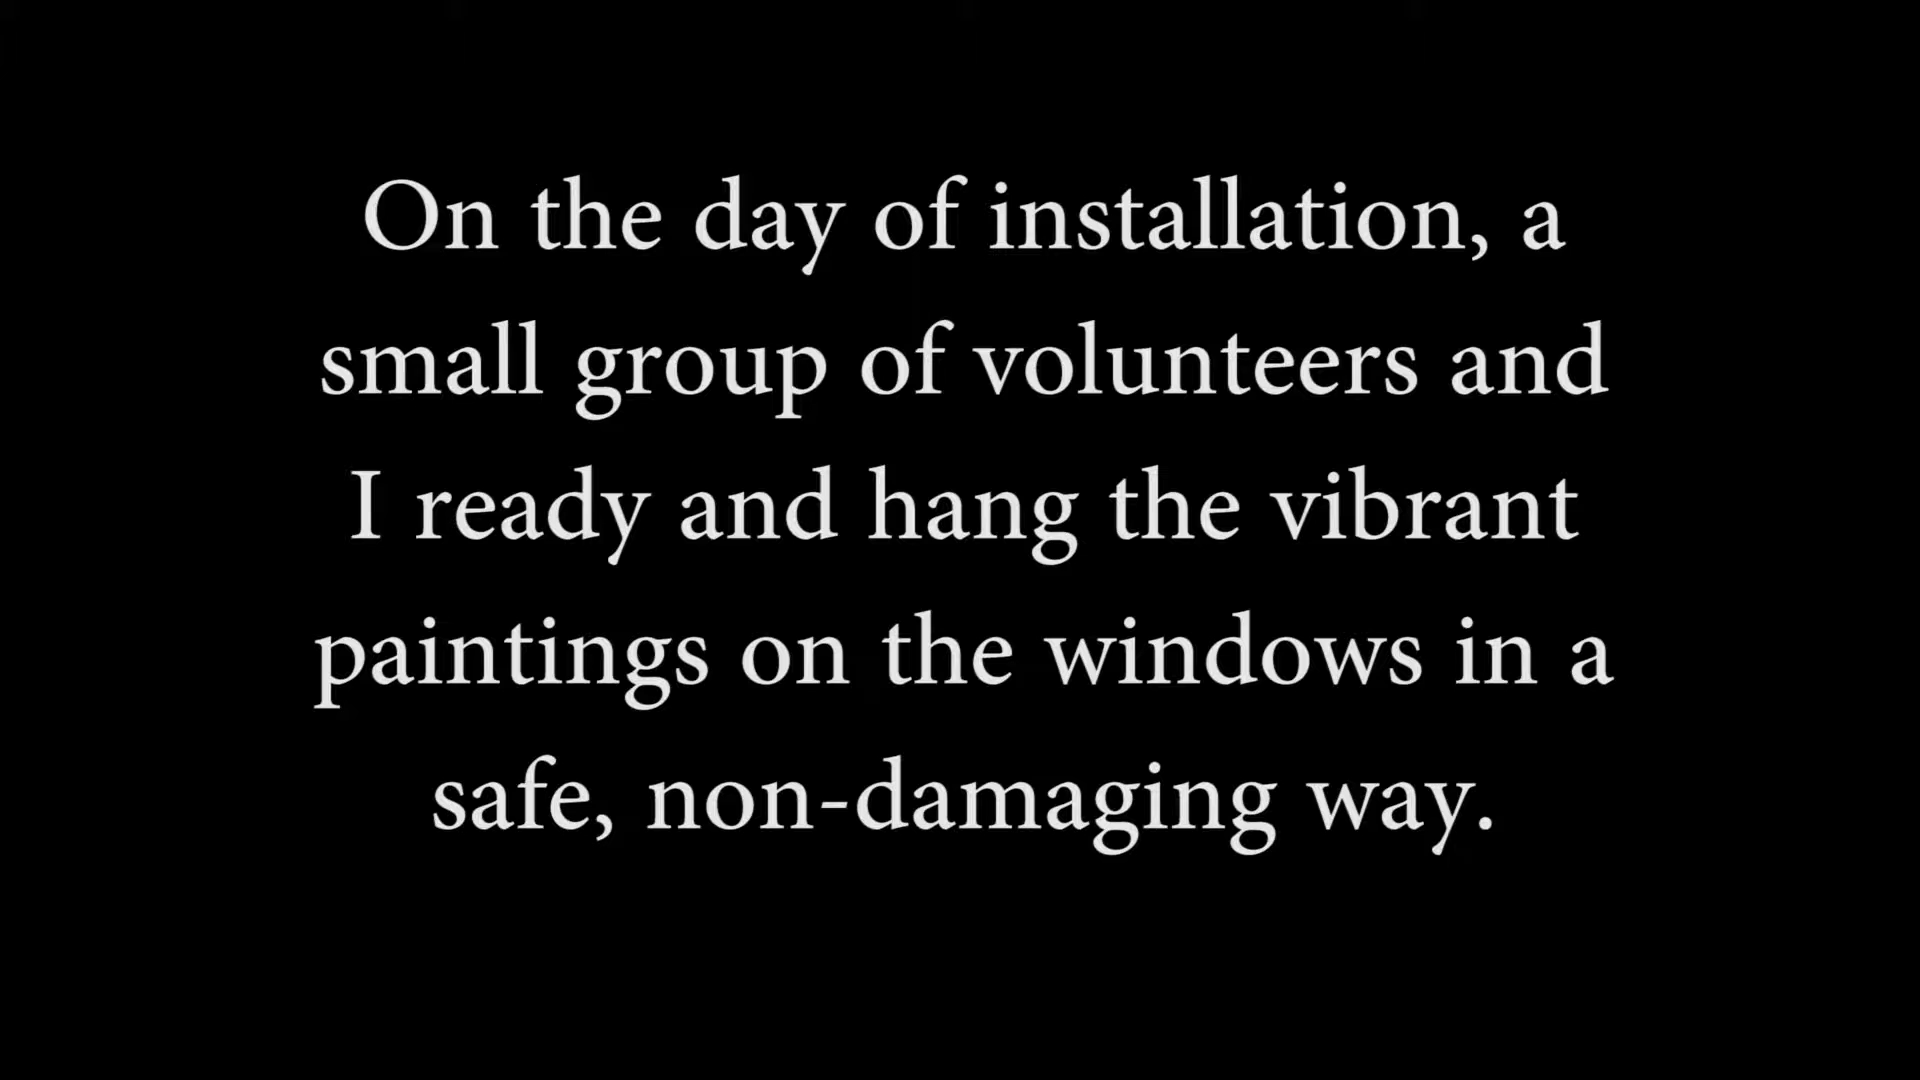 On the day of installation, a
small group of volunteers and
I ready and hang the vibrant
paintings on the windows in a
safe, non-damaging way.